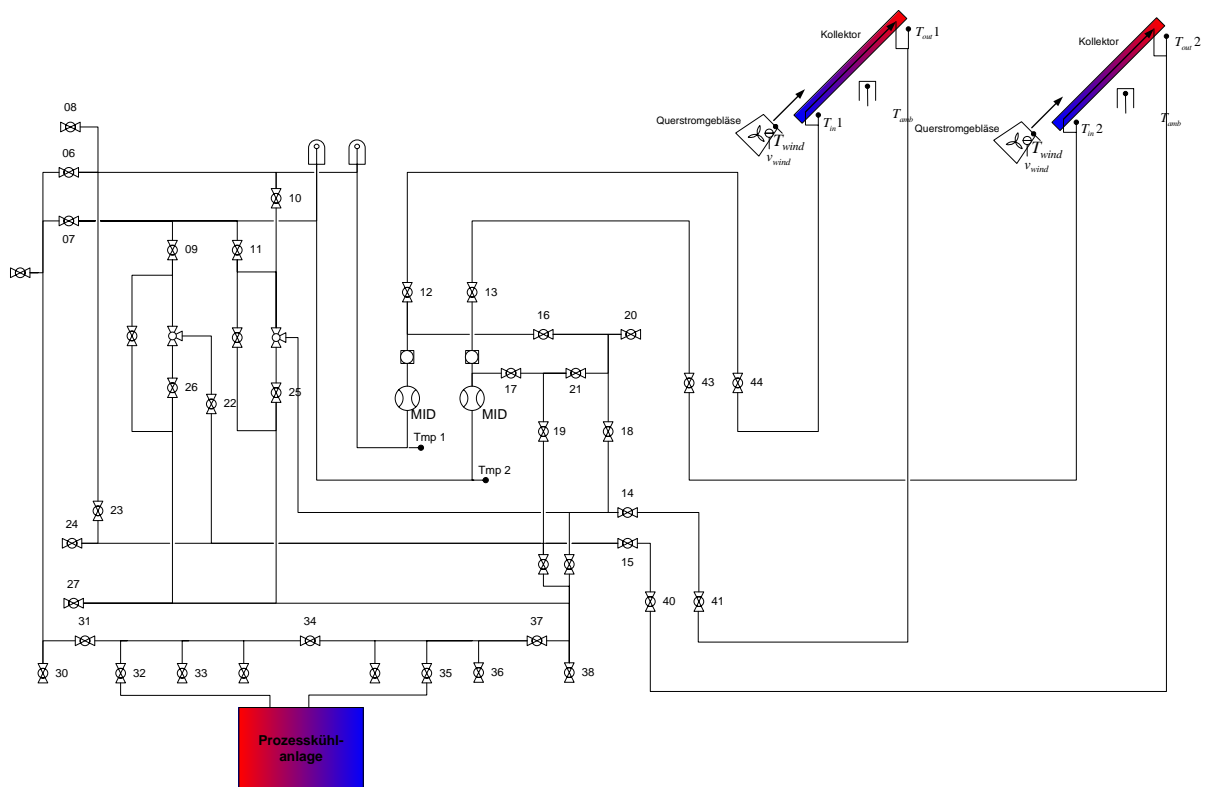 Kollektor
T_out 1
Kollektor
T_out 2
08
Querstromgebläse
T_in 1
T_amb
Querstromgebläse
T_in 2
T_amb
T_wind
v_wind
T_wind
v_wind
06
10
07
09
11
12
13
16
20
26
22
25
17
21
43
44
MID
MID
19
18
Tmp 1
Tmp 2
23
14
24
15
27
40
41
31
34
37
30
32
33
35
36
38
Prozesskühl-
anlage